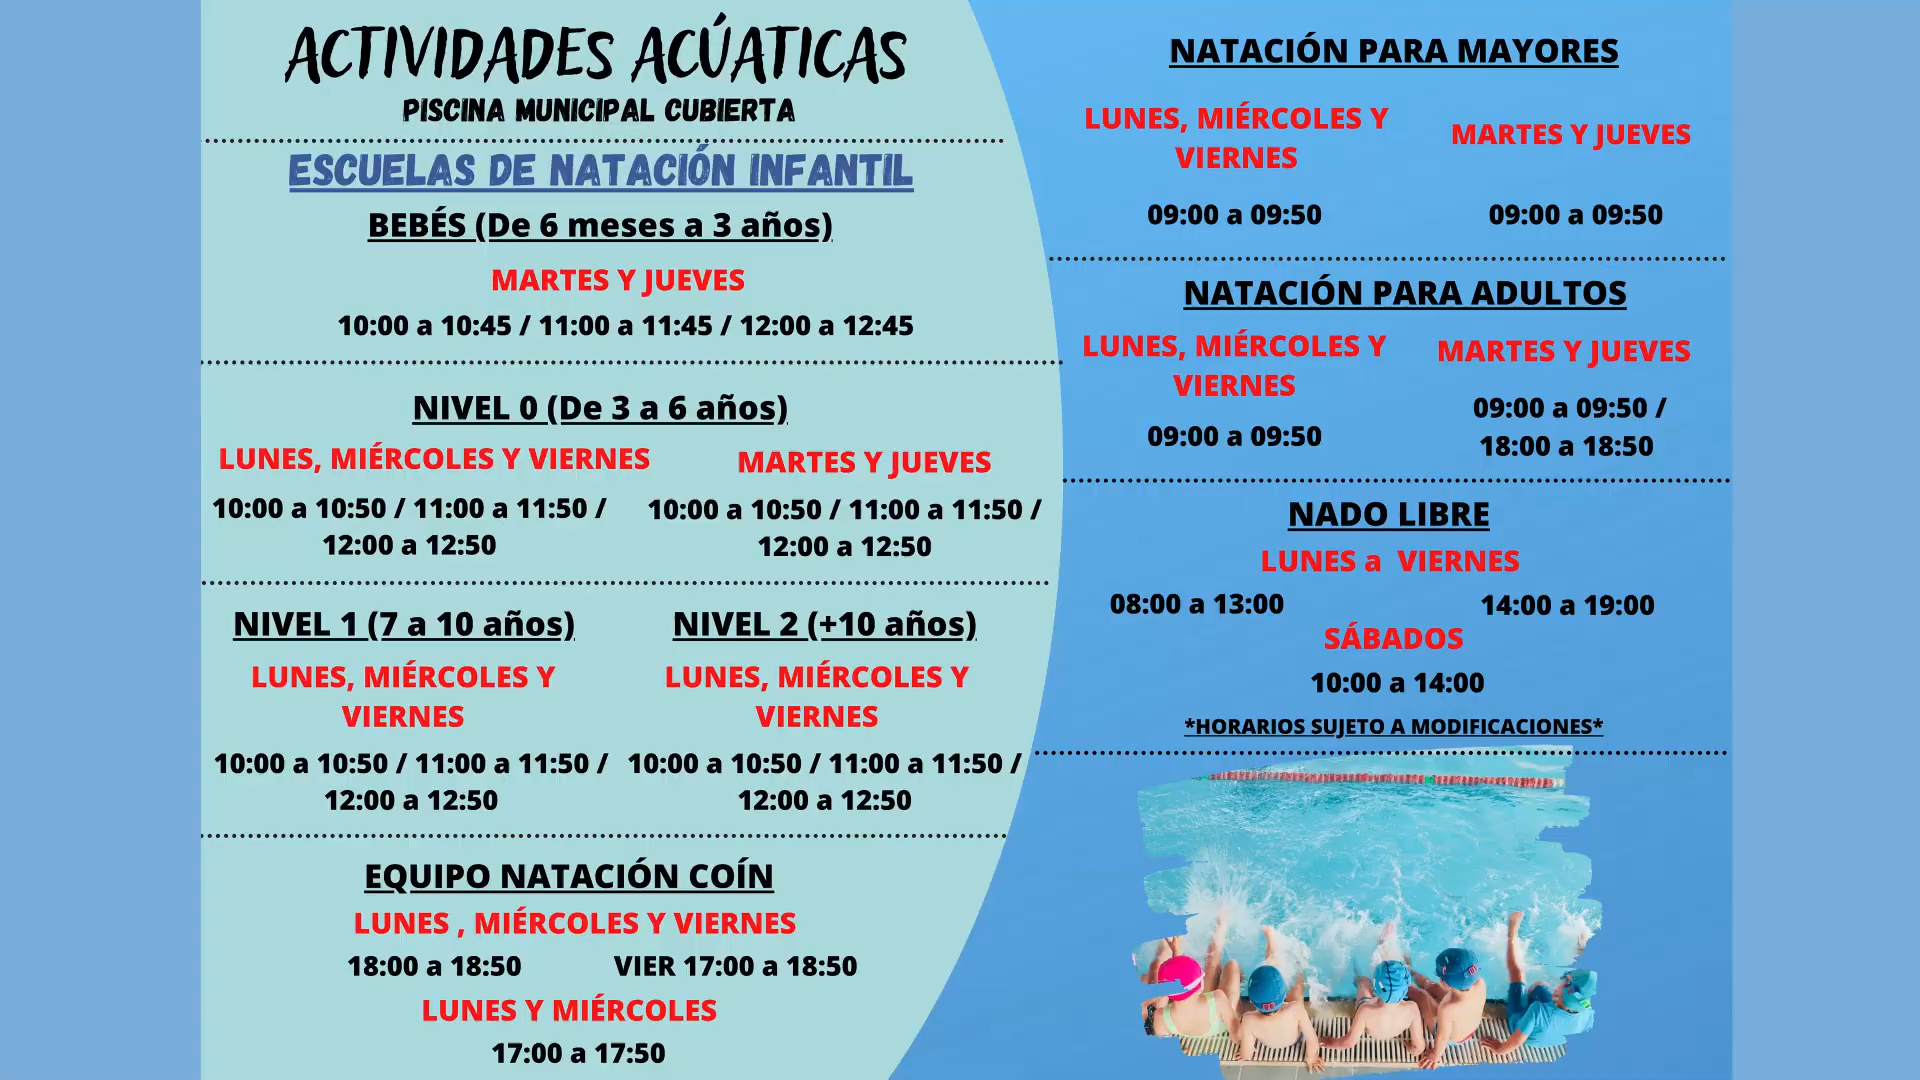 ACTIVIDADES ACÚATICAS
PISCINA MUNICIPAL CUBIERTA
ESCUELAS DE NATACIÓN INFANTIL
BEBÉS (De 6 meses a 3 años)
MARTES Y JUEVES
10:00 a 10:45 / 11:00 a 11:45 / 12:00 a 12:45
NIVEL 0 (De 3 a 6 años)
LUNES, MIÉRCOLES Y VIERNES
10:00 a 10:50 / 11:00 a 11:50 /
12:00 a 12:50
MARTES Y JUEVES
10:00 a 10:50 / 11:00 a 11:50 /
12:00 a 12:50
NIVEL 1 (7 a 10 años)
LUNES, MIÉRCOLES Y
VIERNES
10:00 a 10:50 / 11:00 a 11:50 /
12:00 a 12:50
NIVEL 2 (+10 años)
LUNES, MIÉRCOLES Y
VIERNES
10:00 a 10:50 / 11:00 a 11:50 /
12:00 a 12:50
EQUIPO NATACIÓN COÍN
LUNES , MIÉRCOLES Y VIERNES
18:00 a 18:50 VIER 17:00 a 18:50
LUNES Y MIÉRCOLES
17:00 a 17:50
NATACIÓN PARA MAYORES
LUNES, MIÉRCOLES Y
VIERNES
09:00 a 09:50
MARTES Y JUEVES
09:00 a 09:50
NATACIÓN PARA ADULTOS
LUNES, MIÉRCOLES Y
VIERNES
09:00 a 09:50
MARTES Y JUEVES
09:00 a 09:50 /
18:00 a 18:50
NADO LIBRE
LUNES a VIERNES
08:00 a 13:00 14:00 a 19:00
SÁBADOS
10:00 a 14:00
*HORARIOS SUJETO A MODIFICACIONES*